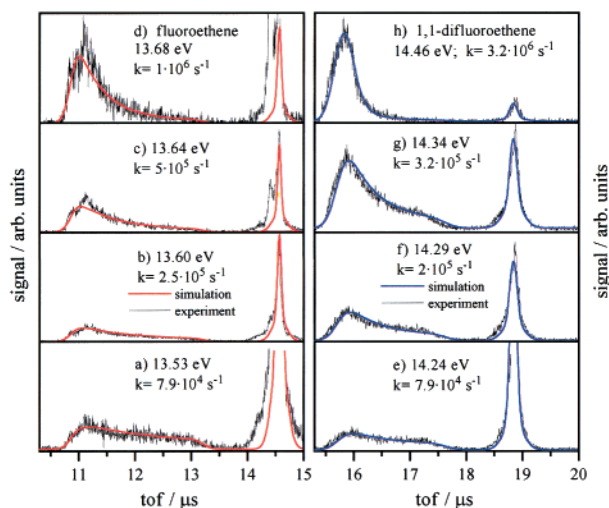 d) fluoroethene
13.68 eV
k= 1·10⁶ s⁻¹
c) 13.64 eV
k= 5·10⁵ s⁻¹
b) 13.60 eV
k= 2.5·10⁵ s⁻¹
simulation
experiment
a) 13.53 eV
k= 7.9·10⁴ s⁻¹
h) 1,1-difluoroethene
14.46 eV; k= 3.2·10⁶ s⁻¹
g) 14.34 eV
k= 3.2·10⁵ s⁻¹
f) 14.29 eV
k= 2·10⁵ s⁻¹
simulation
experiment
e) 14.24 eV
k= 7.9·10⁴ s⁻¹
signal / arb. units
signal / arb. units
11 12 13 14 15
16 17 18 19 20
tof / μs
tof / μs